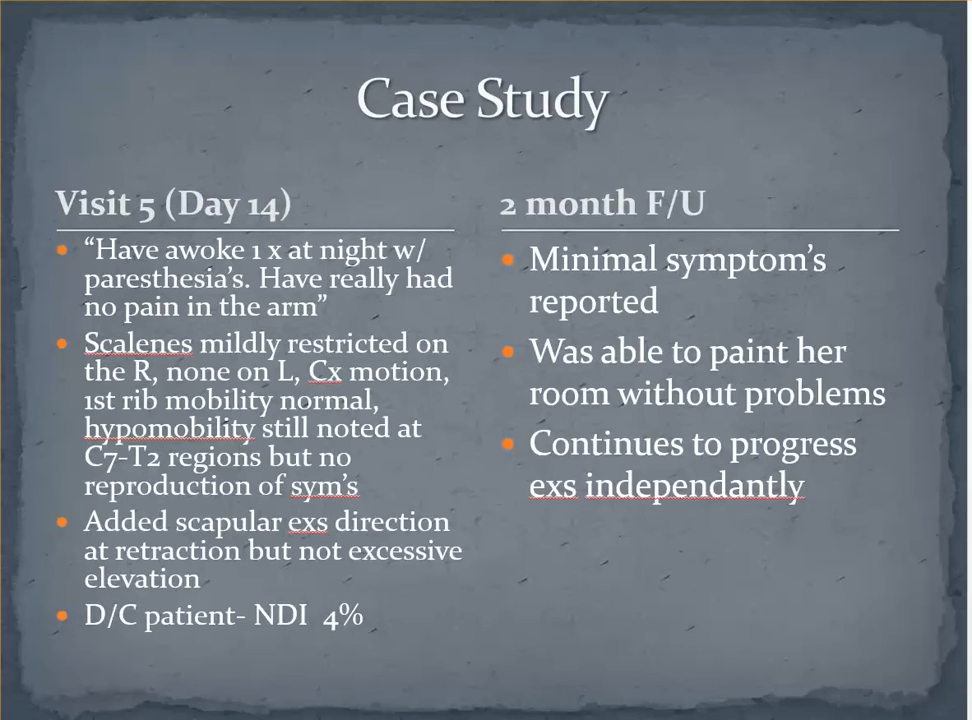 Case Study
Visit 5 (Day 14)
“Have awoke 1 x at night w/
paresthesia’s. Have really had
no pain in the arm”
Scalenes mildly restricted on
the R, none on L, Cx motion,
1st rib mobility normal,
hypomobility still noted at
C7-T2 regions but no
reproduction of sym’s
Added scapular exs direction
at retraction but not excessive
elevation
D/C patient- NDI 4%
2 month F/U
Minimal symptom’s
reported
Was able to paint her
room without problems
Continues to progress
exs independantly